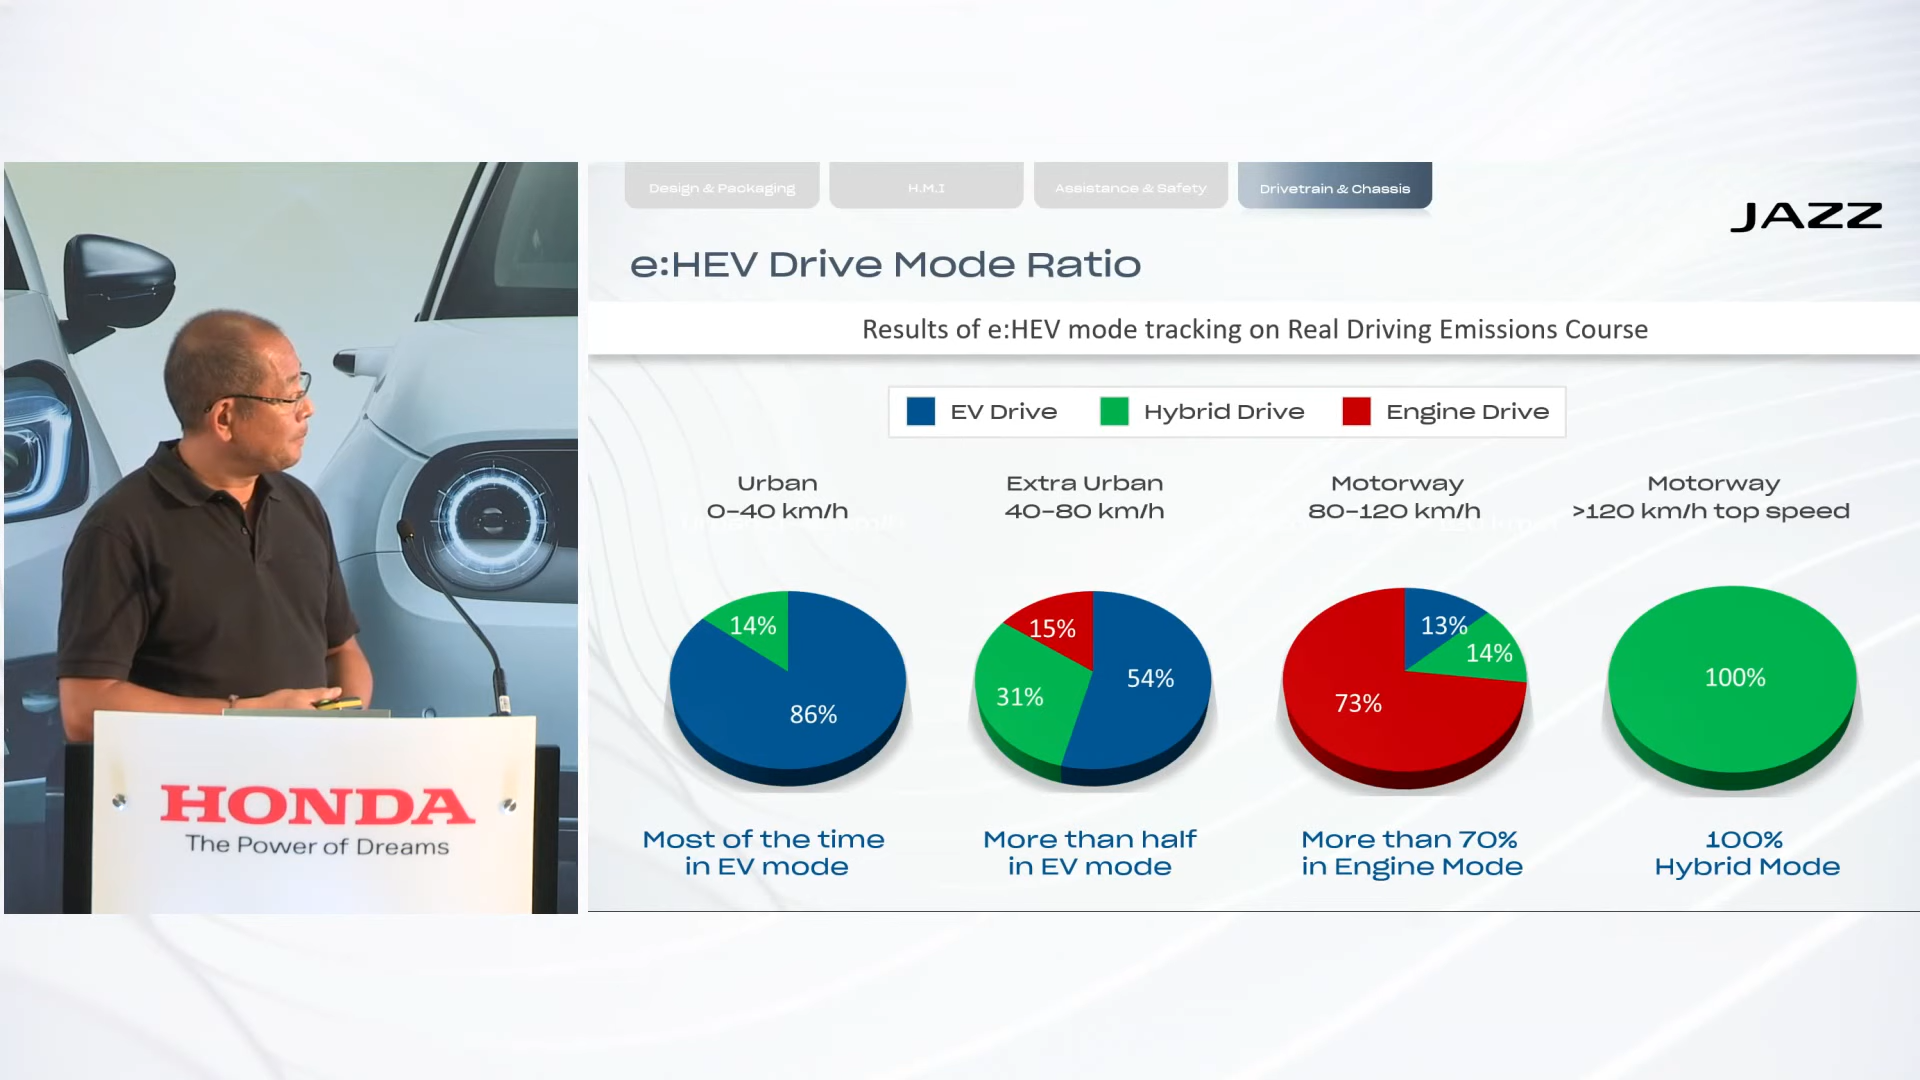 Design & Packaging
H.M.I
Assistance & Safety
Drivetrain & Chassis
JAZZ
e:HEV Drive Mode Ratio
Results of e:HEV mode tracking on Real Driving Emissions Course
EV Drive
Hybrid Drive
Engine Drive
Urban
0-40 km/h
Extra Urban
40-80 km/h
Motorway
80-120 km/h
Motorway
>120 km/h top speed
14%
86%
15%
31%
54%
13%
14%
73%
100%
Most of the time
in EV mode
More than half
in EV mode
More than 70%
in Engine Mode
100%
Hybrid Mode
HONDA
The Power of Dreams